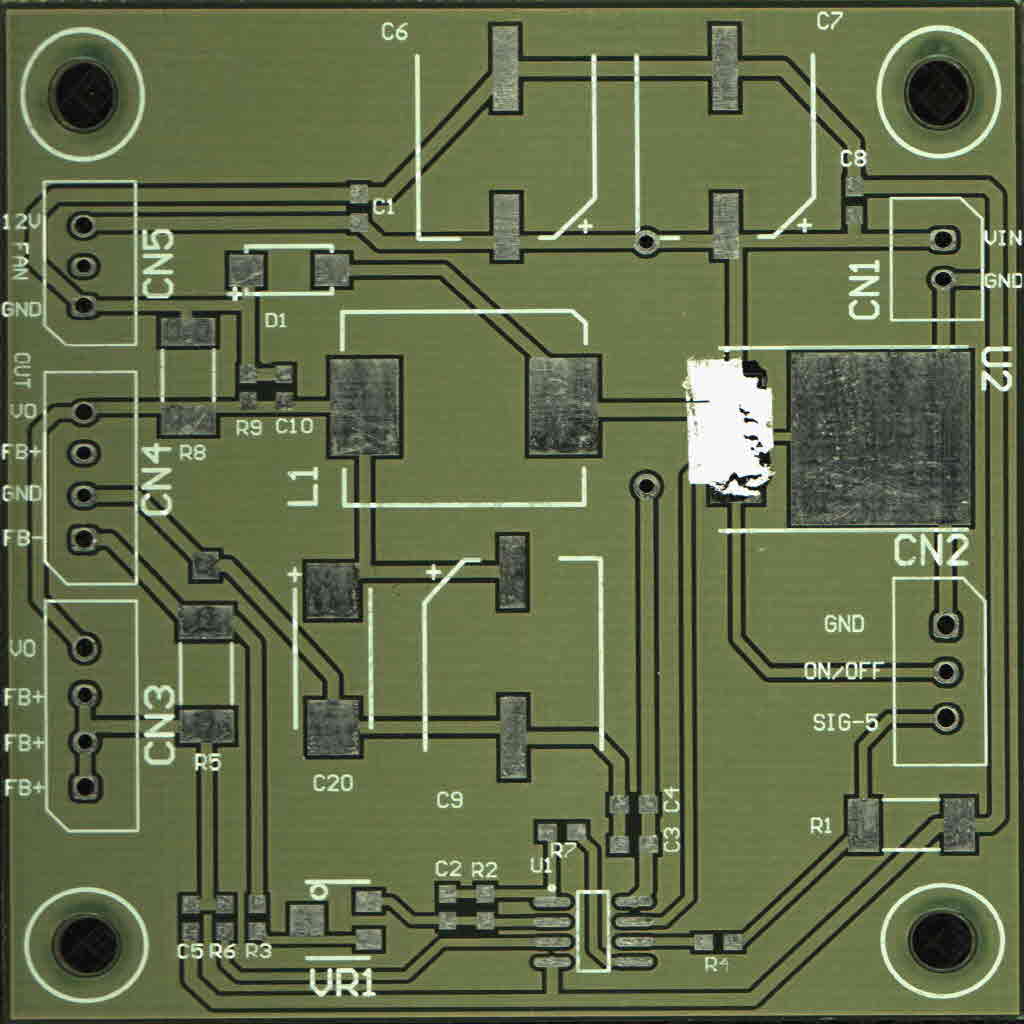 C6
C7
C8
C1
12V
FAN
GND
CN5
VIN
GND
CN1
D1
U2
OUT
VO
FB+
GND
FB-
CN4
R8
R9
C10
L1
+
+
+
+
+
CN2
GND
ON/OFF
SIG-5
VO
FB+
FB+
FB+
CN3
R5
C20
C9
C4
C3
R1
R7
U1
C2
R2
C5
R6
R3
VR1
R4